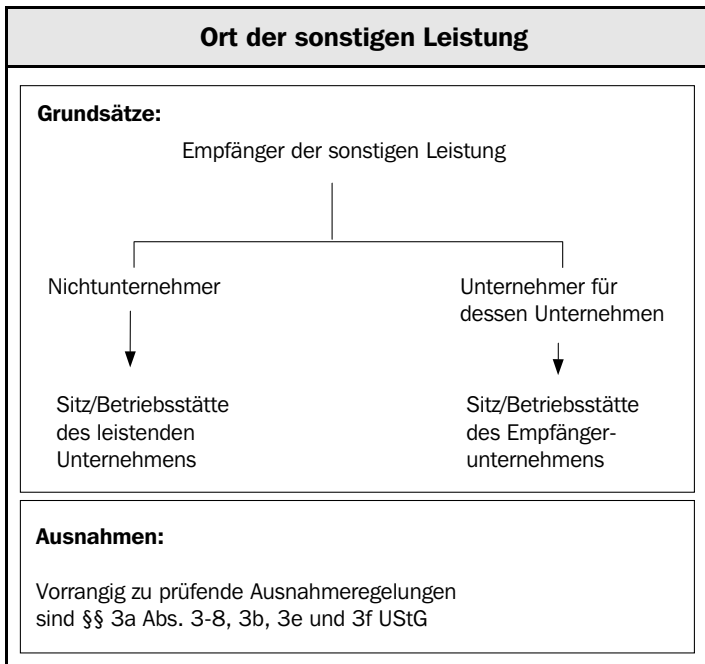 Ort der sonstigen Leistung
Grundsätze:
Empfänger der sonstigen Leistung
Nichtunternehmer
Unternehmer für
dessen Unternehmen
Sitz/Betriebsstätte
des leistenden
Unternehmens
Sitz/Betriebsstätte
des Empfänger-
unternehmens
Ausnahmen:
Vorrangig zu prüfende Ausnahmeregelungen
sind §§ 3a Abs. 3-8, 3b, 3e und 3f UStG